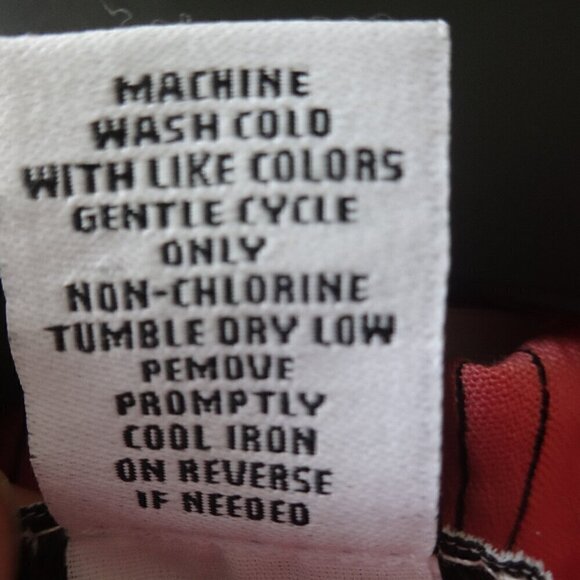 MACHINE
WASH COLD
WITH LIKE COLORS
GENTLE CYCLE
ONLY
NON-CHLORINE
TUMBLE DRY LOW
PEMOVE
PROMPTLY
COOL IRON
ON REVERSE
IF NEEDED